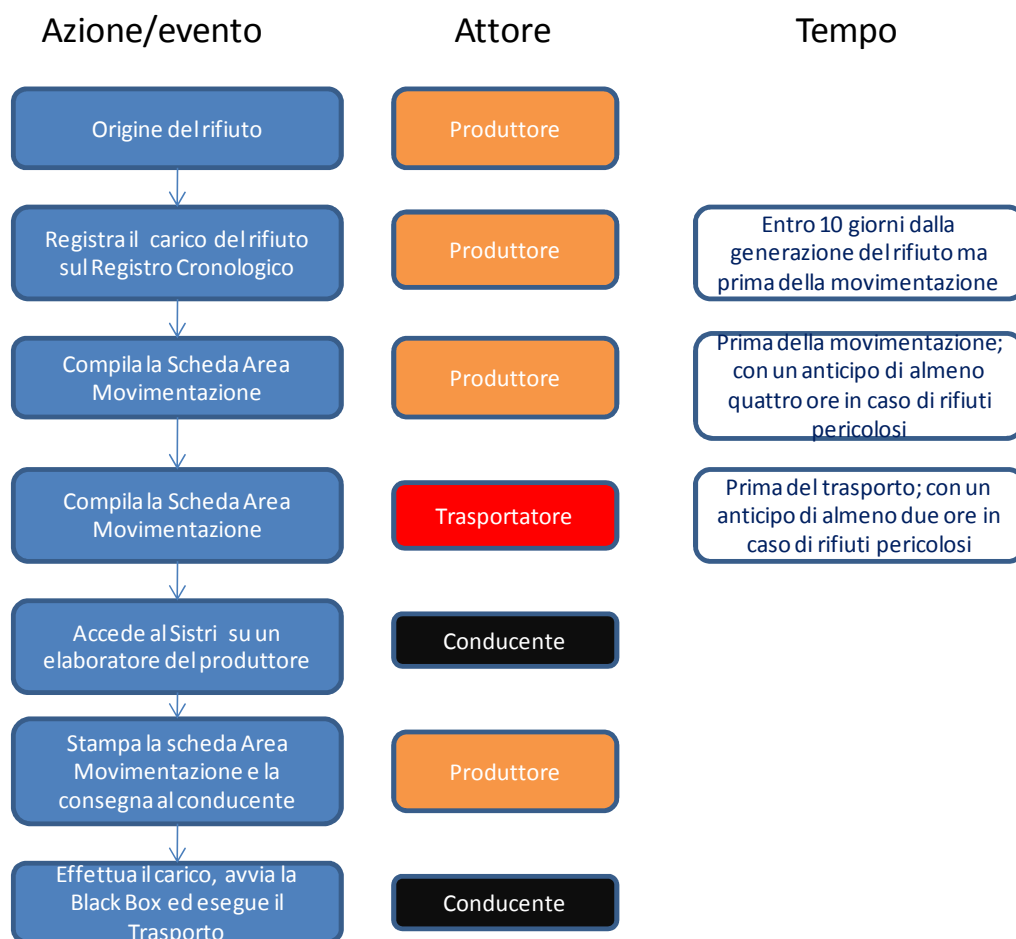 Azione/evento Attore Tempo
Origine del rifiuto
Produttore
Registra il carico del rifiuto
sul Registro Cronologico
Produttore
Entro 10 giorni dalla
generazione del rifiuto ma
prima della movimentazione
Compila la Scheda Area
Movimentazione
Produttore
Prima della movimentazione;
con un anticipo di almeno
quattro ore in caso di rifiuti
pericolosi
Compila la Scheda Area
Movimentazione
Trasportatore
Prima del trasporto; con un
anticipo di almeno due ore in
caso di rifiuti pericolosi
Accede al Sistri su un
elaboratore del produttore
Conducente
Stampa la scheda Area
Movimentazione e la
consegna al conducente
Produttore
Effettua il carico, avvia la
Black Box ed esegue il
Trasporto
Conducente